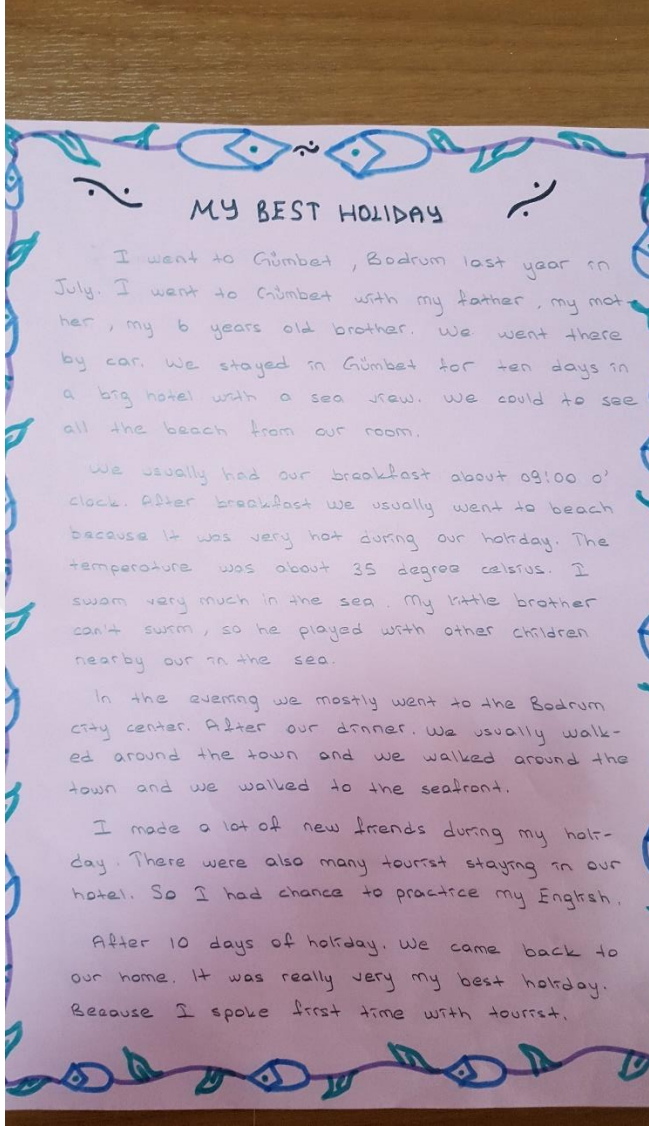 MY BEST HOLIDAY
I went to Gümbet , Bodrum last year in
July. I went to Gümbet with my father , my mot-
her , my 6 years old brother. We went there
by car. We stayed in Gümbet for ten days in
a big hotel with a sea view. We could to see
all the beach from our room.
We usually had our breakfast about 09:00 o'
clock. After breakfast we usually went to beach
because it was very hot during our holiday. The
temperature was about 35 degree celsius. I
swam very much in the sea. My little brother
can't swim, so he played with other children
nearby our in the sea.
In the evening we mostly went to the Bodrum
city center. After our dinner. We usually walk-
ed around the town and we walked around the
town and we walked to the seafront.
I made a lot of new friends during my holi-
day. There were also many tourist staying in our
hotel. So I had chance to practice my English.
After 10 days of holiday. We came back to
our home. It was really very my best holiday.
Because I spoke first time with tourist.